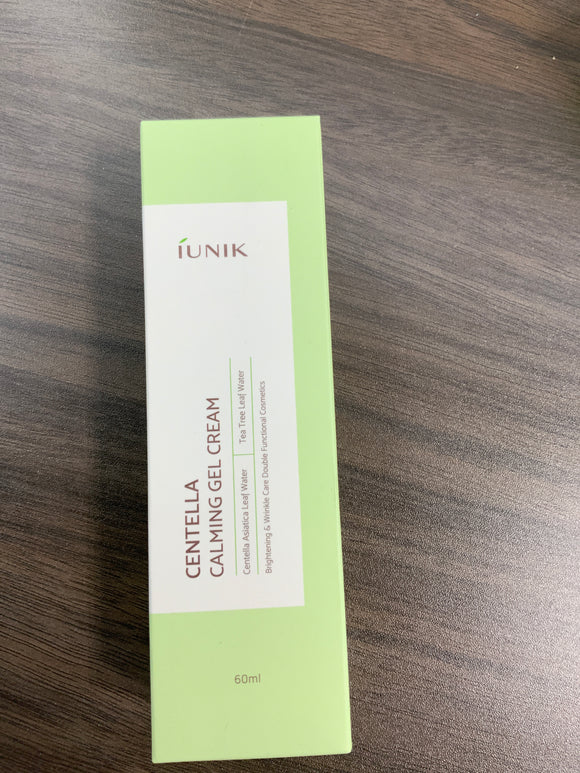 iUNIK
CENTELLA
CALMING GEL CREAM
Centella Asiatica Leaf Water
Tea Tree Leaf Water
Brightening & Wrinkle Care Double Functional Cosmetics
60ml